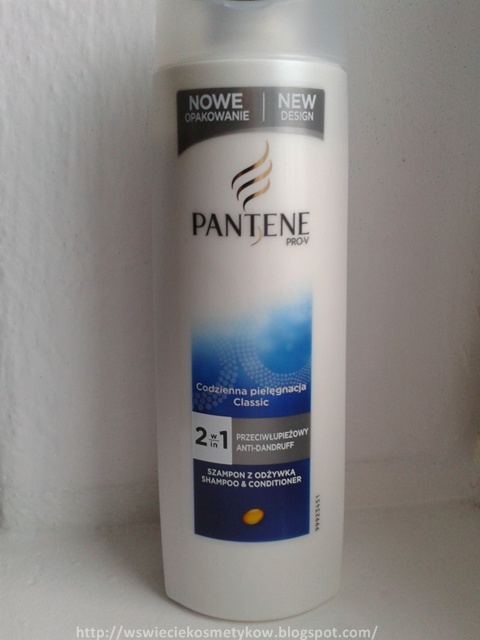 NOWE
OPAKOWANIE
NEW
DESIGN
PANTENE
PRO-V
Codzienna pielęgnacja
Classic
2 w in 1
PRZECIWŁUPIEŻOWY
ANTI-DANDRUFF
SZAMPON Z ODŻYWKĄ
SHAMPOO & CONDITIONER
99923451
http://wswieciekosmetykow.blogspot.com/